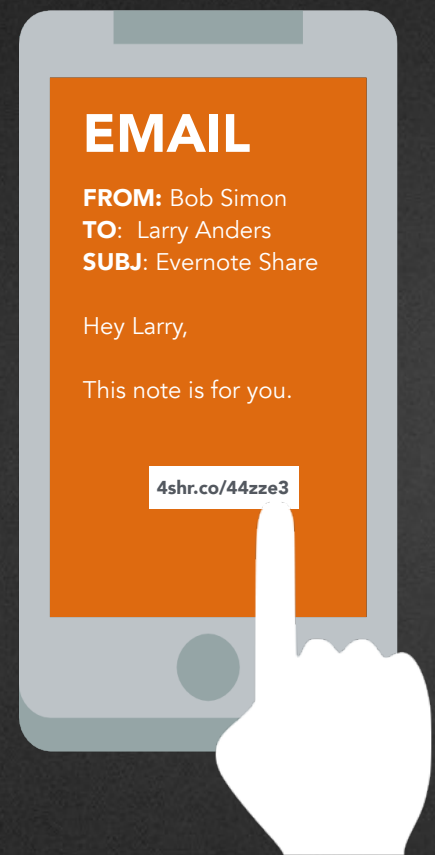 EMAIL
FROM: Bob Simon
TO:  Larry Anders
SUBJ: Evernote Share
Hey Larry,
This note is for you.
4shr.co/44zze3